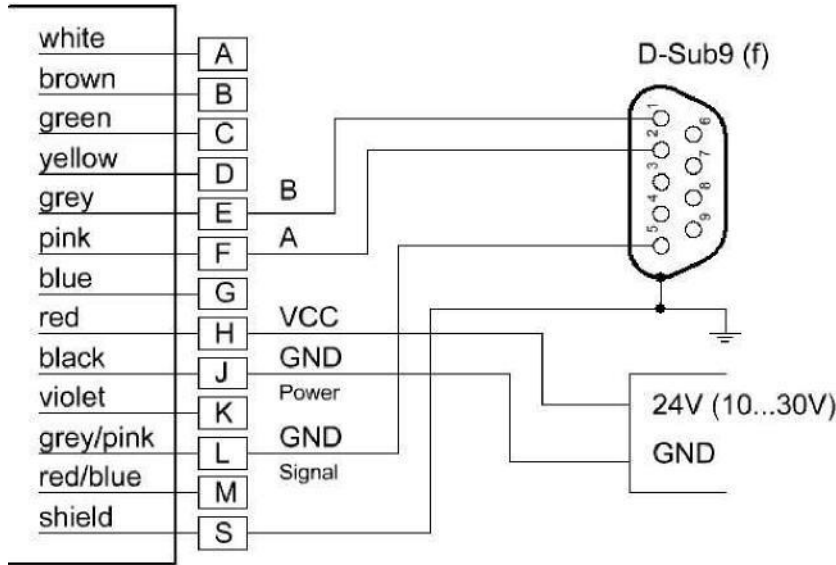 white A
brown B
green C
yellow D
grey E B
pink F A
blue G
red H VCC
black J GND
Power
violet K
grey/pink L GND
Signal
red/blue M
shield S
D-Sub9 (f)
1
2
3
4
5
6
7
8
9
24V (10...30V)
GND